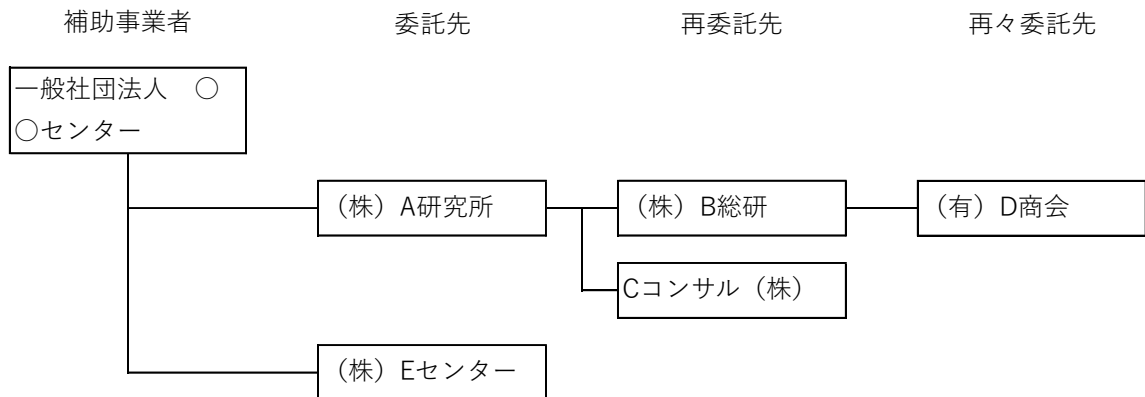 補助事業者 委託先 再委託先 再々委託先
一般社団法人　○
○センター
（株）A研究所 （株）B総研 （有）D商会
Cコンサル（株）
（株）Eセンター